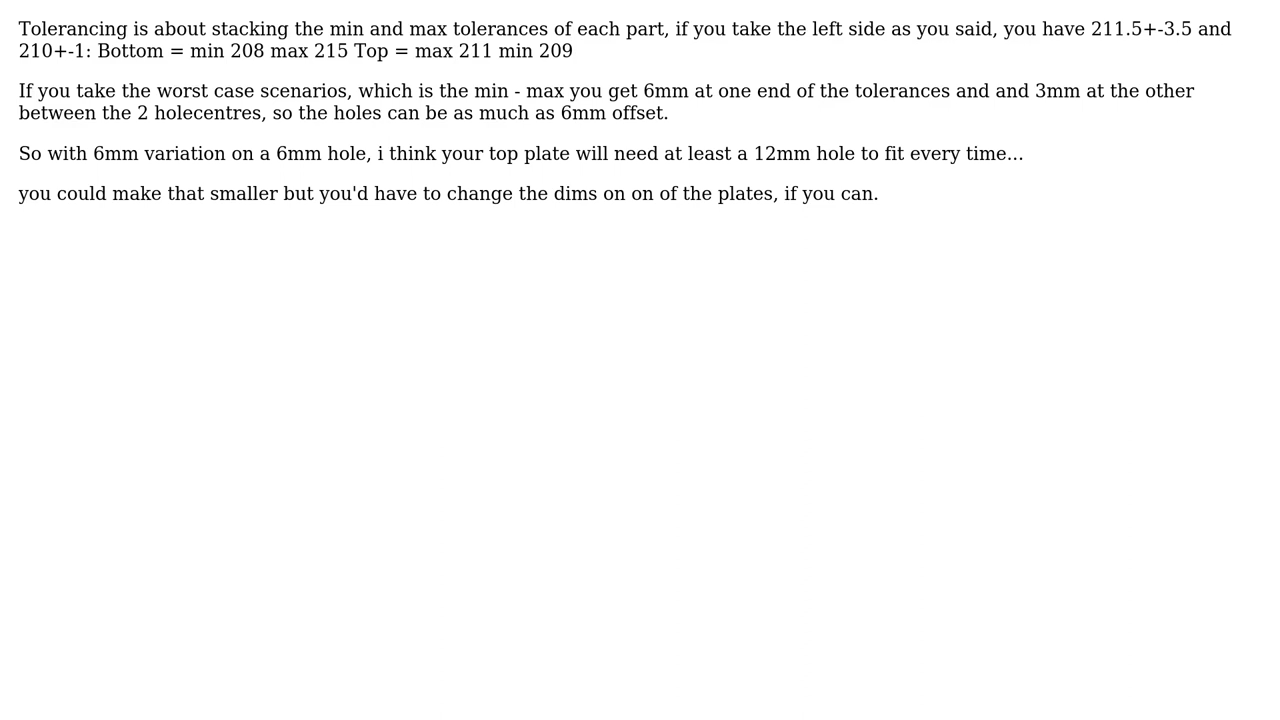 Tolerancing is about stacking the min and max tolerances of each part, if you take the left side as you said, you have 211.5+-3.5 and
210+-1: Bottom = min 208 max 215 Top = max 211 min 209
If you take the worst case scenarios, which is the min - max you get 6mm at one end of the tolerances and and 3mm at the other
between the 2 holecentres, so the holes can be as much as 6mm offset.
So with 6mm variation on a 6mm hole, i think your top plate will need at least a 12mm hole to fit every time...
you could make that smaller but you'd have to change the dims on on of the plates, if you can.